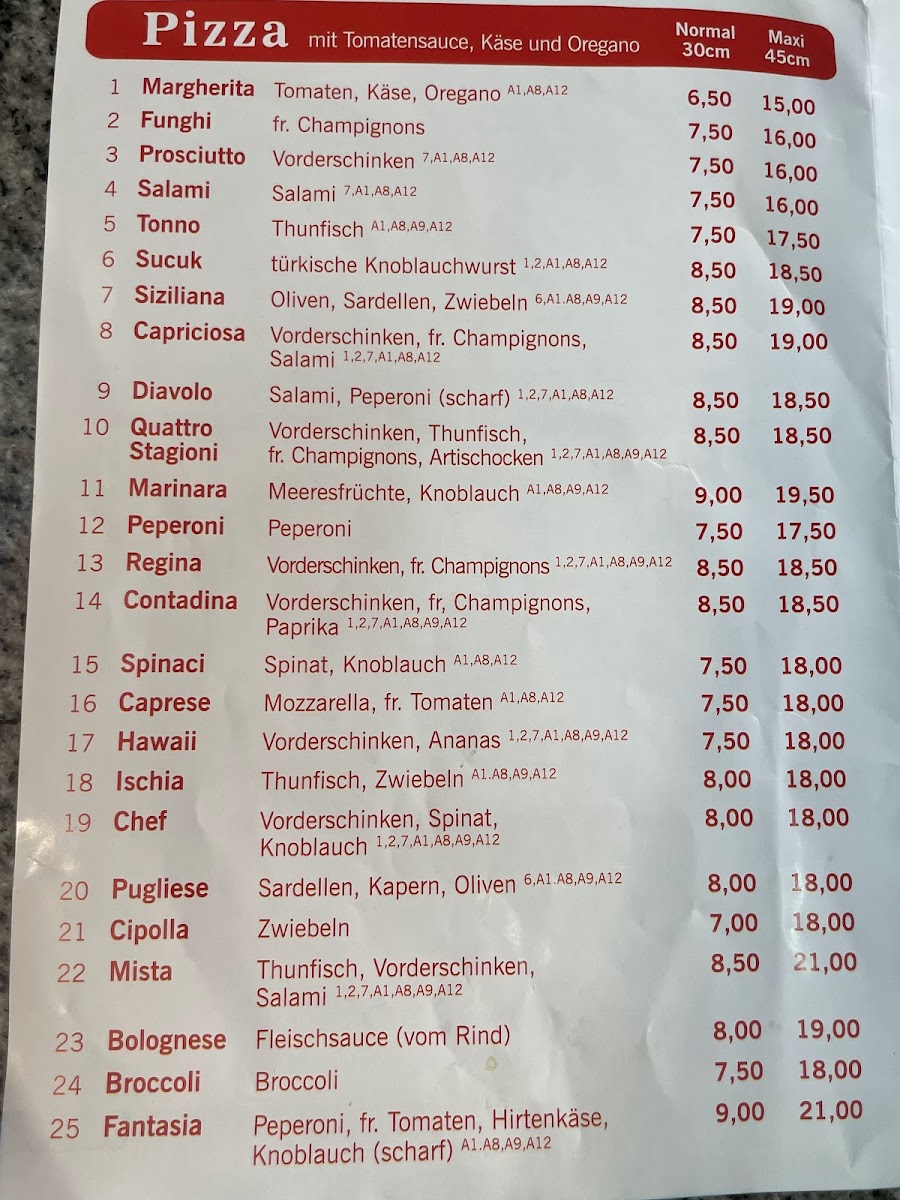 Pizza mit Tomatensauce, Käse und Oregano Normal 30cm Maxi 45cm
1 Margherita Tomaten, Käse, Oregano A1,A8,A12 6,50 15,00
2 Funghi fr. Champignons 7,50 16,00
3 Prosciutto Vorderschinken 7,A1,A8,A12 7,50 16,00
4 Salami Salami 7,A1,A8,A12 7,50 16,00
5 Tonno Thunfisch A1,A8,A9,A12 7,50 17,50
6 Sucuk türkische Knoblauchwurst 1,2,A1,A8,A12 8,50 18,50
7 Siziliana Oliven, Sardellen, Zwiebeln 6,A1.A8,A9,A12 8,50 19,00
8 Capriciosa Vorderschinken, fr. Champignons, 8,50 19,00
Salami 1,2,7,A1,A8,A12
9 Diavolo Salami, Peperoni (scharf) 1,2,7,A1,A8,A12 8,50 18,50
10 Quattro Vorderschinken, Thunfisch, 8,50 18,50
Stagioni fr. Champignons, Artischocken 1,2,7,A1,A8,A9,A12
11 Marinara Meeresfrüchte, Knoblauch A1,A8,A9,A12 9,00 19,50
12 Peperoni Peperoni 7,50 17,50
13 Regina Vorderschinken, fr. Champignons 1,2,7,A1,A8,A9,A12 8,50 18,50
14 Contadina Vorderschinken, fr, Champignons, 8,50 18,50
Paprika 1,2,7,A1,A8,A9,A12
15 Spinaci Spinat, Knoblauch A1,A8,A12 7,50 18,00
16 Caprese Mozzarella, fr. Tomaten A1,A8,A12 7,50 18,00
17 Hawaii Vorderschinken, Ananas 1,2,7,A1,A8,A9,A12 7,50 18,00
18 Ischia Thunfisch, Zwiebeln A1.A8,A9,A12 8,00 18,00
19 Chef Vorderschinken, Spinat, 8,00 18,00
Knoblauch 1,2,7,A1,A8,A9,A12
20 Pugliese Sardellen, Kapern, Oliven 6,A1.A8,A9,A12 8,00 18,00
21 Cipolla Zwiebeln 7,00 18,00
22 Mista Thunfisch, Vorderschinken, 8,50 21,00
Salami 1,2,7,A1,A8,A9,A12
23 Bolognese Fleischsauce (vom Rind) 8,00 19,00
24 Broccoli Broccoli 7,50 18,00
25 Fantasia Peperoni, fr. Tomaten, Hirtenkäse, 9,00 21,00
Knoblauch (scharf) A1.A8,A9,A12